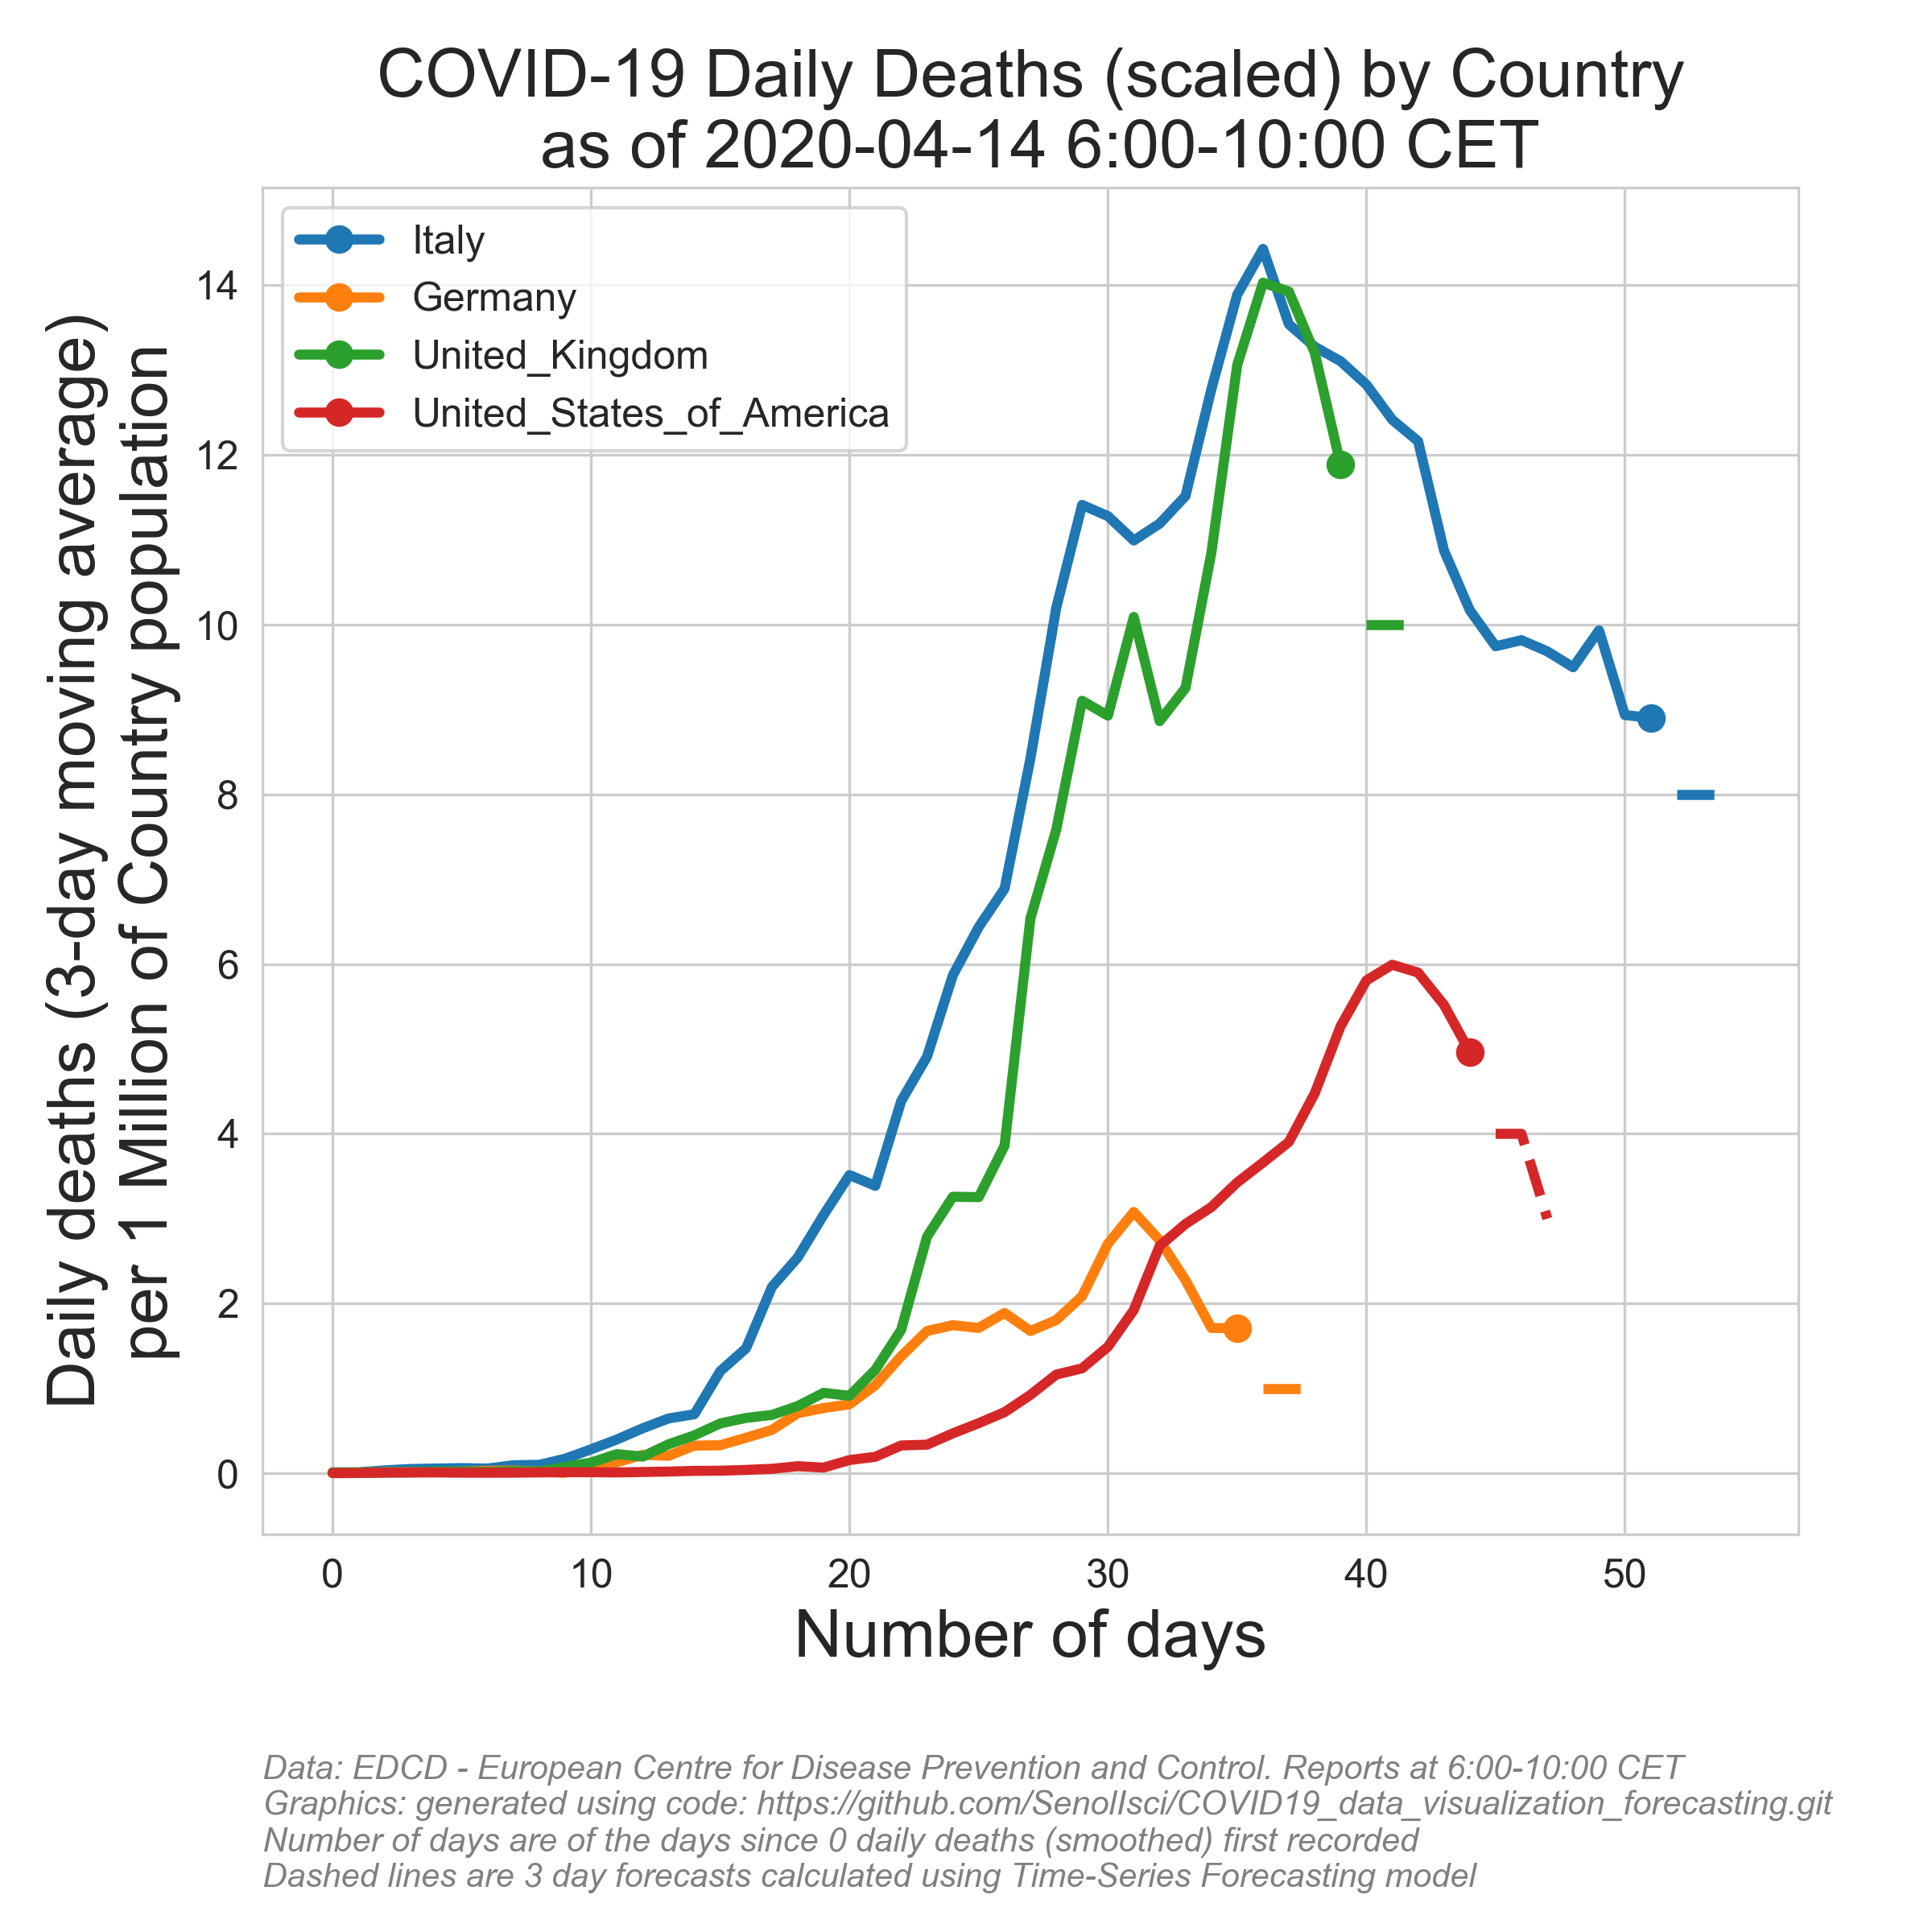 COVID-19 Daily Deaths (scaled) by Country
as of 2020-04-14 6:00-10:00 CET
Italy
Germany
United_Kingdom
United_States_of_America
Daily deaths (3-day moving average)
per 1 Million of Country population
14
12
10
8
6
4
2
0
0 10 20 30 40 50
Number of days
Data: EDCD - European Centre for Disease Prevention and Control. Reports at 6:00-10:00 CET
Graphics: generated using code: https://github.com/SenolIsci/COVID19_data_visualization_forecasting.git
Number of days are of the days since 0 daily deaths (smoothed) first recorded
Dashed lines are 3 day forecasts calculated using Time-Series Forecasting model